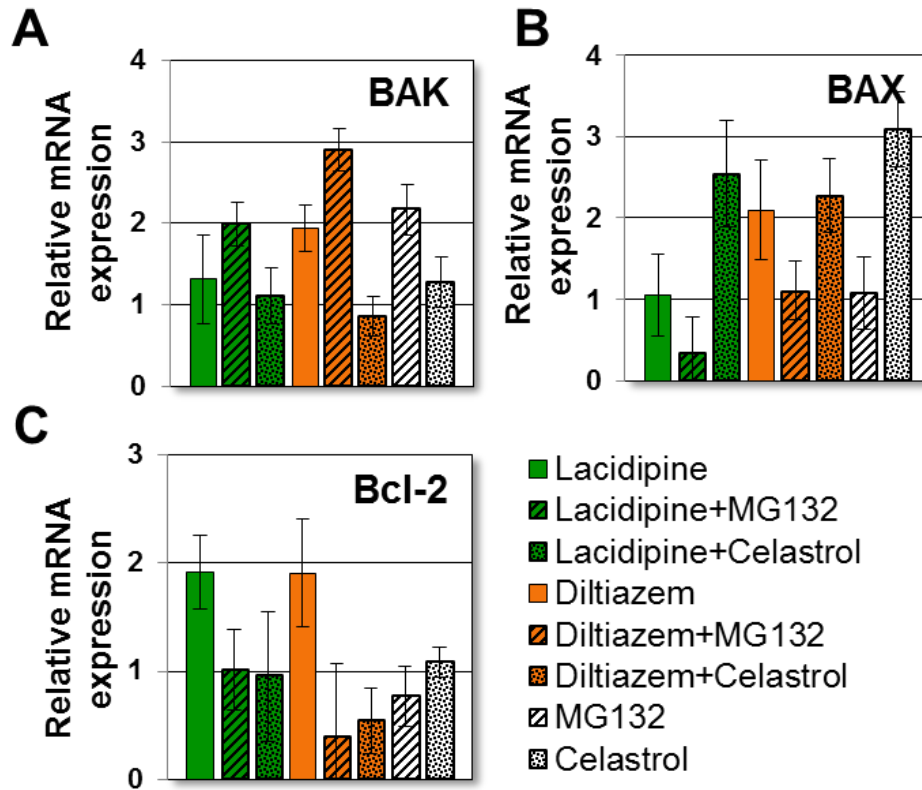 A
BAK
Relative mRNA
expression
4
3
2
1
0
B
BAX
Relative mRNA
expression
4
3
2
1
0
C
Bcl-2
Relative mRNA
expression
3
2
1
0
Lacidipine
Lacidipine+MG132
Lacidipine+Celastrol
Diltiazem
Diltiazem+MG132
Diltiazem+Celastrol
MG132
Celastrol